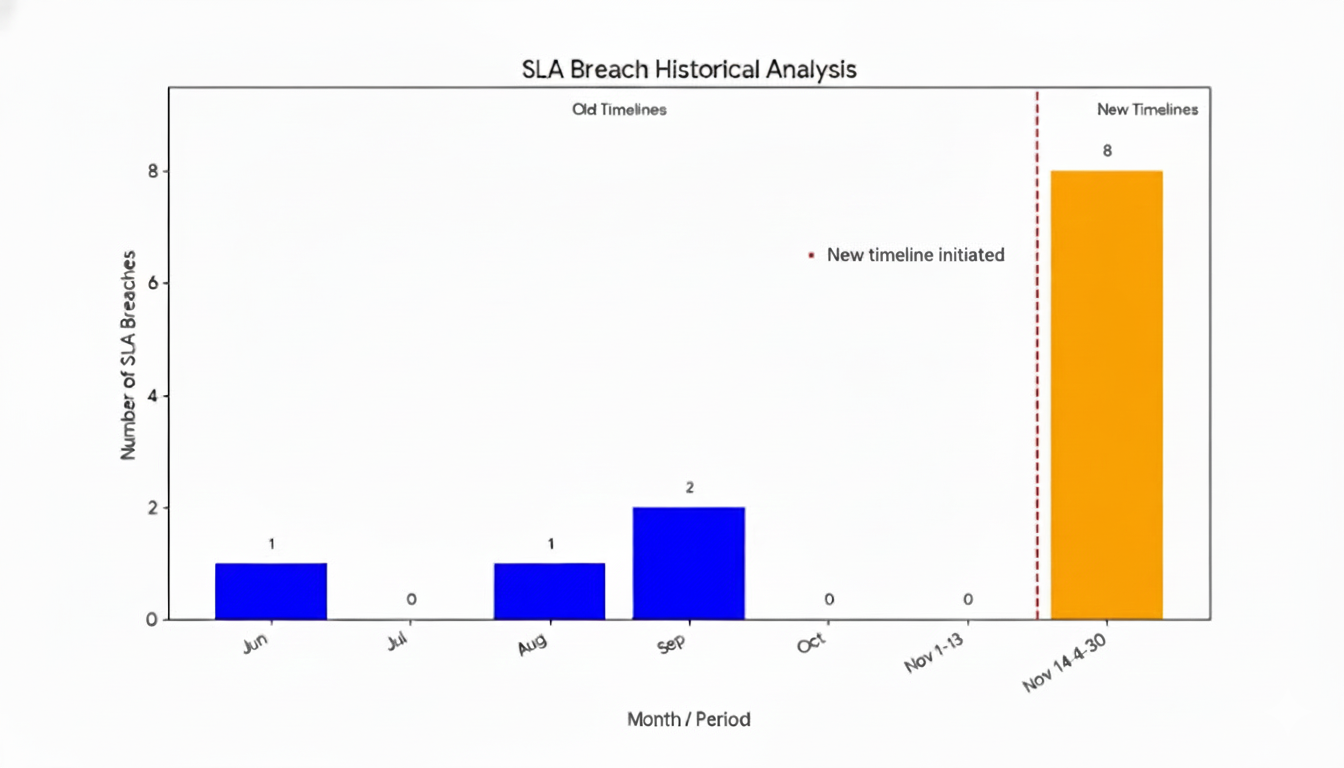 SLA Breach Historical Analysis
Old Timelines
New Timelines
8
8
New timeline initiated
Number of SLA Breaches
6
4
2
2
1
1
0
0
0
0
Jun
Jul
Aug
Sep
Oct
Nov 1-13
Nov 14-4-30
Month / Period